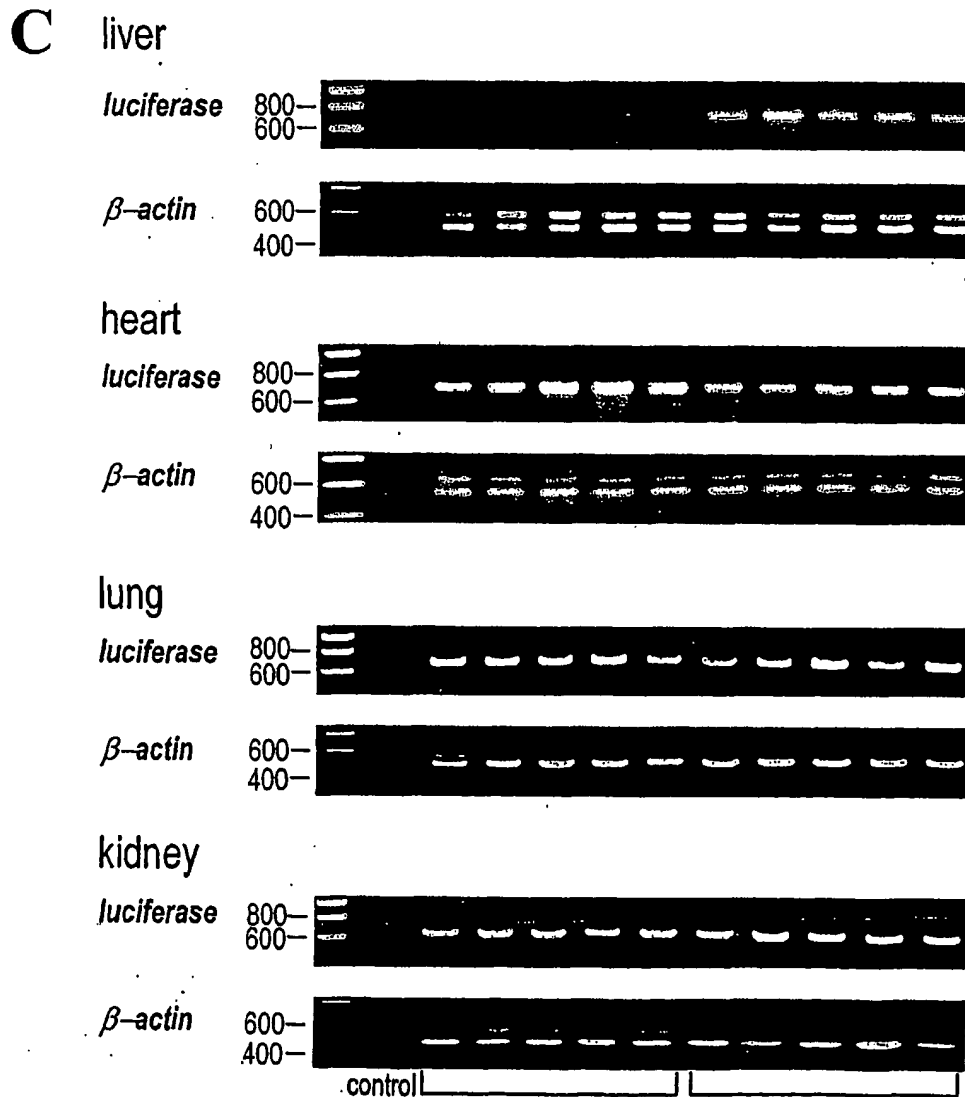 C liver
luciferase 800–
600–
β–actin 600–
400–
heart
luciferase 800–
600–
β–actin 600–
400–
lung
luciferase 800–
600–
β–actin 600–
400–
kidney
luciferase 800–
600–
β–actin 600–
400–
control